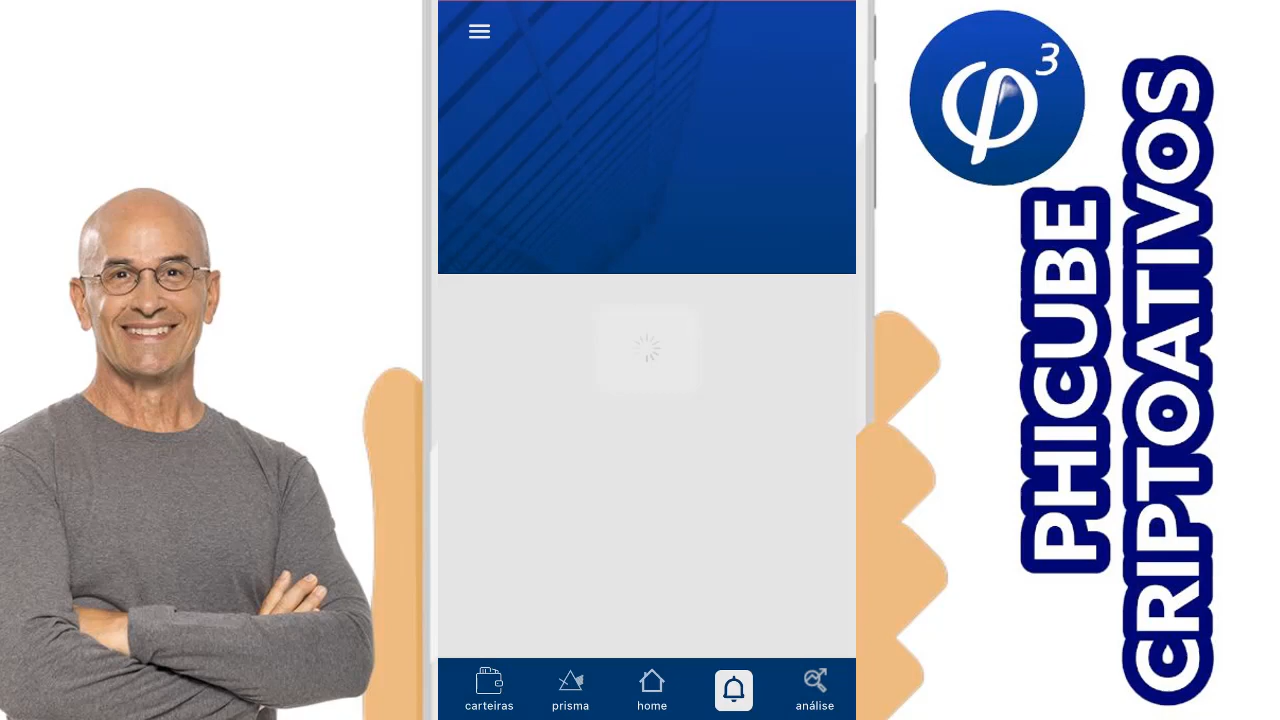 φ³
PHICUBE
CRIPTOATIVOS
carteiras
prisma
home
análise